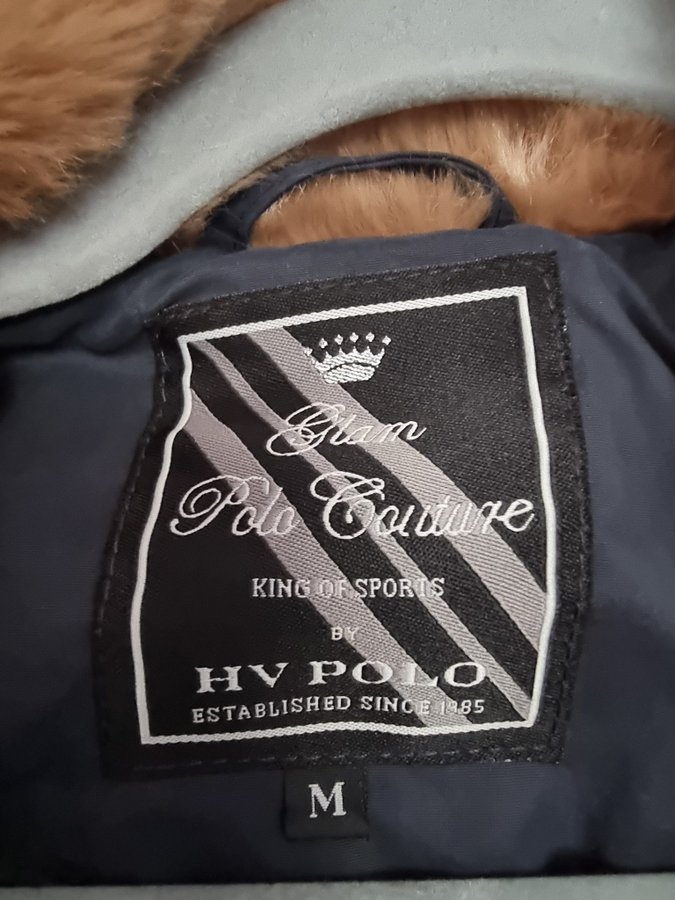 Glam
Polo Couture
KING OF SPORTS
BY
HV POLO
ESTABLISHED SINCE 1985
M